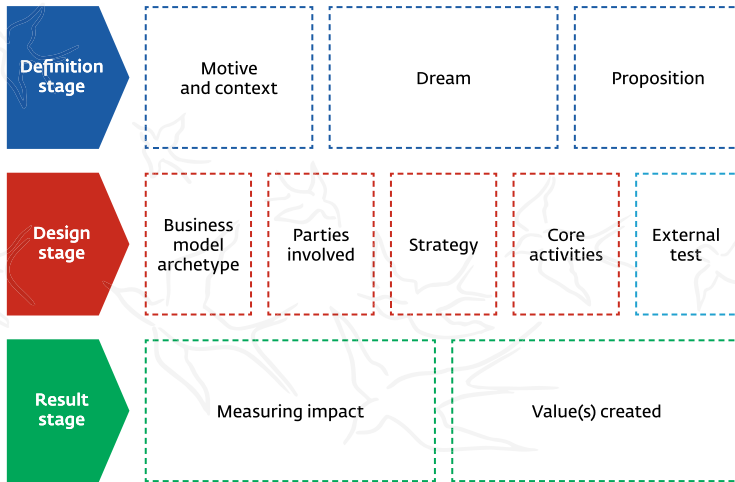 Definition
stage
Motive
and context
Dream
Proposition
Design
stage
Business
model
archetype
Parties
involved
Strategy
Core
activities
External
test
Result
stage
Measuring impact
Value(s) created